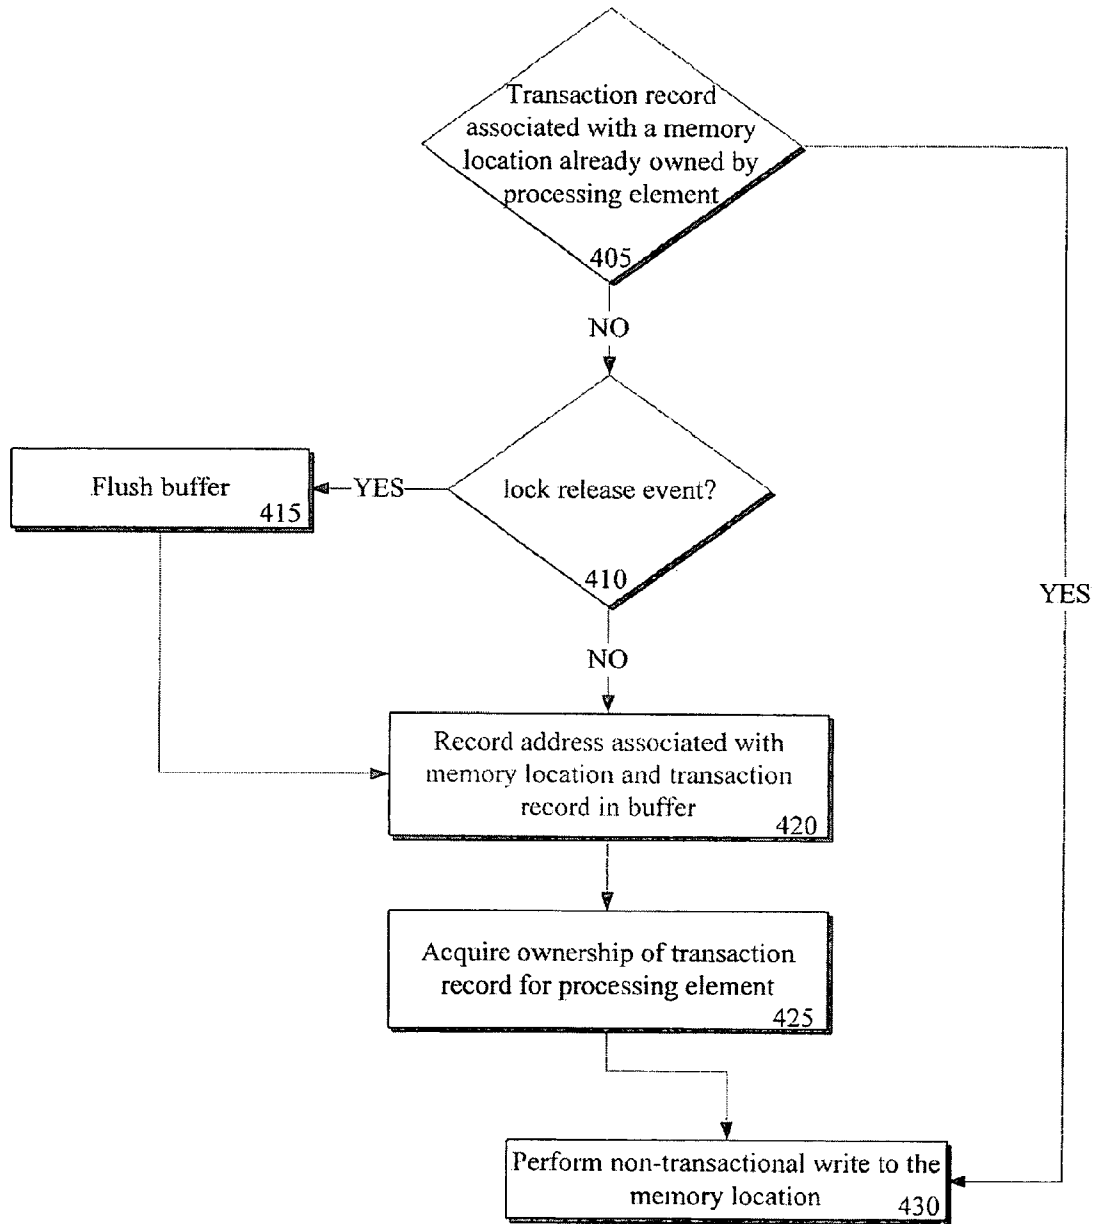 Transaction record
associated with a memory
location already owned by
processing element
405
NO
lock release event?
410
YES
Flush buffer
415
YES
NO
Record address associated with
memory location and transaction
record in buffer
420
Acquire ownership of transaction
record for processing element
425
Perform non-transactional write to the
memory location
430